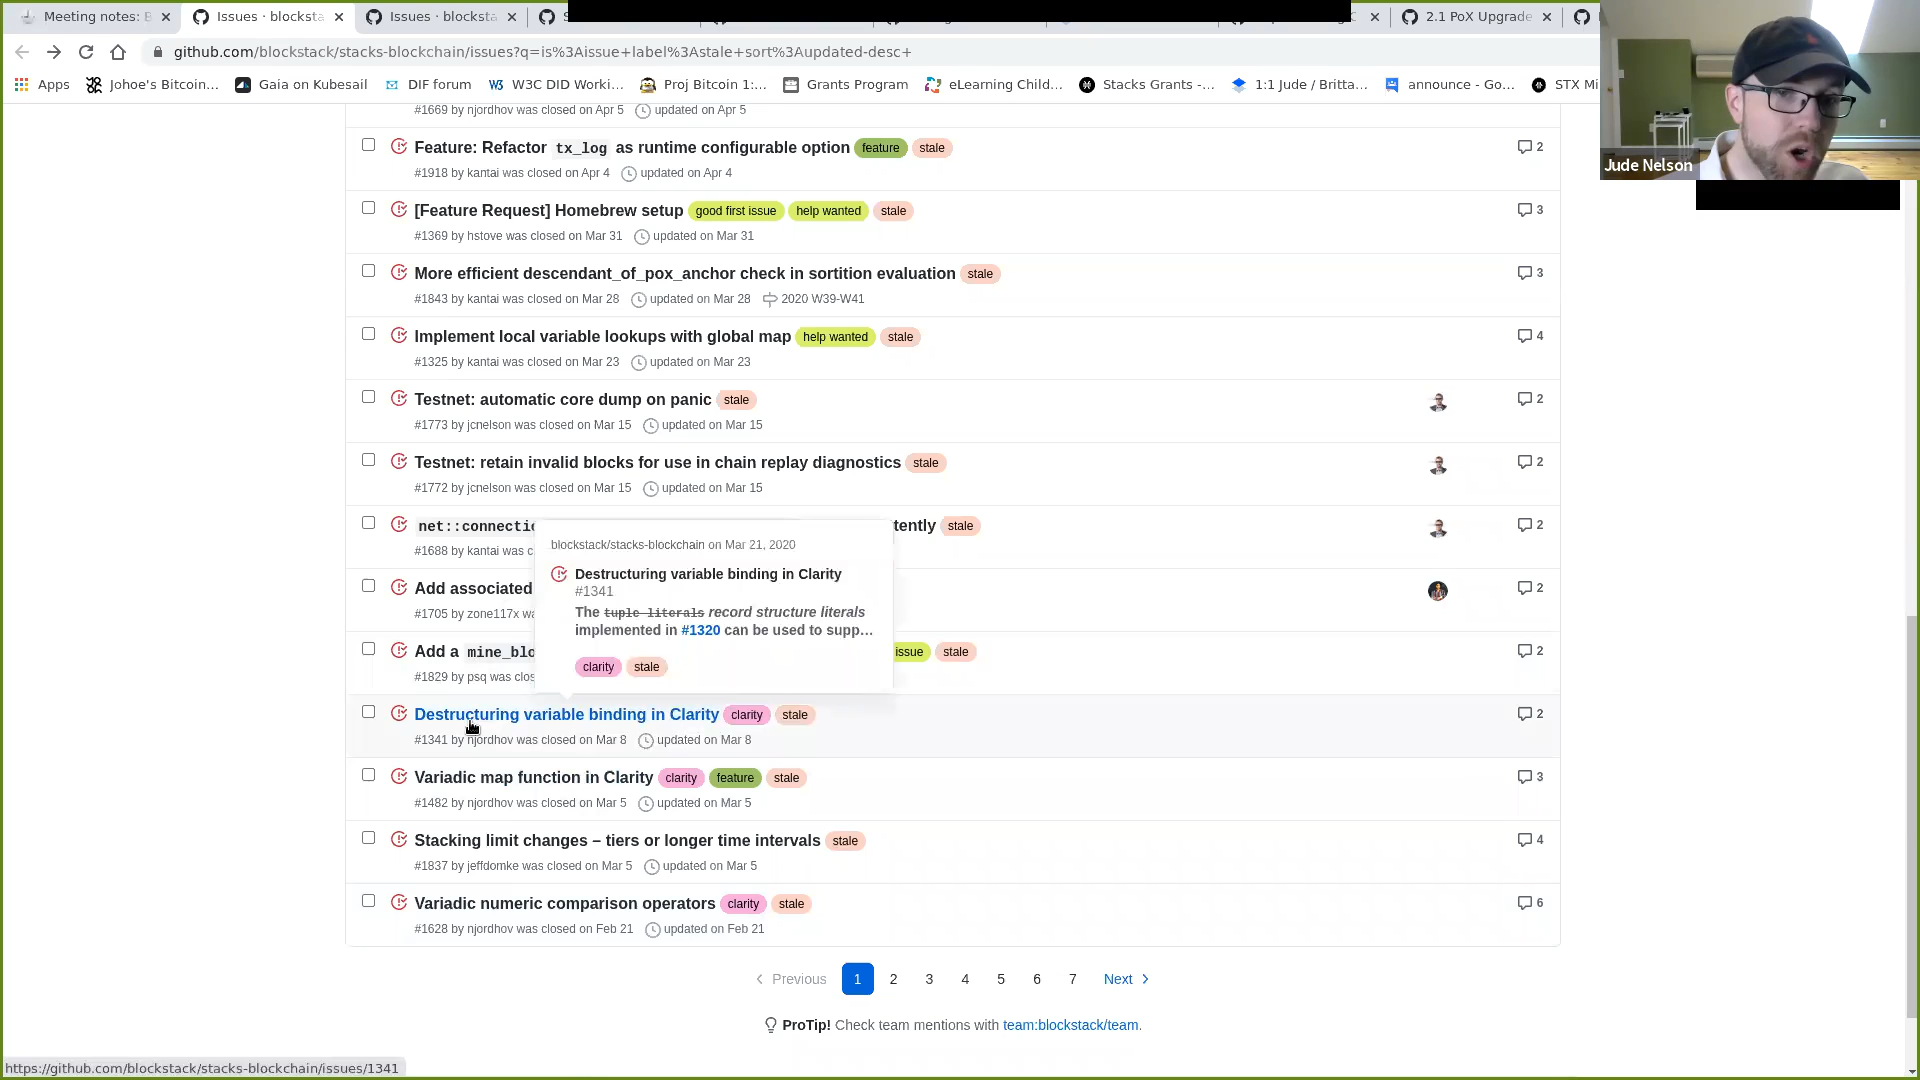 Meeting notes: B
Issues · blocksta
Issues · blocksta
S
2.1 PoX Upgrade
github.com/blockstack/stacks-blockchain/issues?q=is%3Aissue+label%3Astale+sort%3Aupdated-desc+
Apps
Johoe's Bitcoin...
Gaia on Kubesail
DIF forum
W3C DID Worki...
Proj Bitcoin 1:...
Grants Program
eLearning Child...
Stacks Grants -...
1:1 Jude / Britta...
announce - Go...
STX Mi
Jude Nelson
#1669 by njordhov was closed on Apr 5 updated on Apr 5
Feature: Refactor tx_log as runtime configurable option feature stale 2
#1918 by kantai was closed on Apr 4 updated on Apr 4
[Feature Request] Homebrew setup good first issue help wanted stale 3
#1369 by hstove was closed on Mar 31 updated on Mar 31
More efficient descendant_of_pox_anchor check in sortition evaluation stale 3
#1843 by kantai was closed on Mar 28 updated on Mar 28 2020 W39-W41
Implement local variable lookups with global map help wanted stale 4
#1325 by kantai was closed on Mar 23 updated on Mar 23
Testnet: automatic core dump on panic stale 2
#1773 by jcnelson was closed on Mar 15 updated on Mar 15
Testnet: retain invalid blocks for use in chain replay diagnostics stale 2
#1772 by jcnelson was closed on Mar 15 updated on Mar 15
net::connectic tently stale 2
#1688 by kantai was c
blockstack/stacks-blockchain on Mar 21, 2020
Destructuring variable binding in Clarity
#1341
The tuple literals record structure literals
implemented in #1320 can be used to supp...
clarity stale
Add associated 2
#1705 by zone117x wa
Add a mine_blo issue stale 2
#1829 by psq was clos
Destructuring variable binding in Clarity clarity stale 2
#1341 by njordhov was closed on Mar 8 updated on Mar 8
Variadic map function in Clarity clarity feature stale 3
#1482 by njordhov was closed on Mar 5 updated on Mar 5
Stacking limit changes – tiers or longer time intervals stale 4
#1837 by jeffdomke was closed on Mar 5 updated on Mar 5
Variadic numeric comparison operators clarity stale 6
#1628 by njordhov was closed on Feb 21 updated on Feb 21
Previous 1 2 3 4 5 6 7 Next
ProTip! Check team mentions with team:blockstack/team.
https://github.com/blockstack/stacks-blockchain/issues/1341